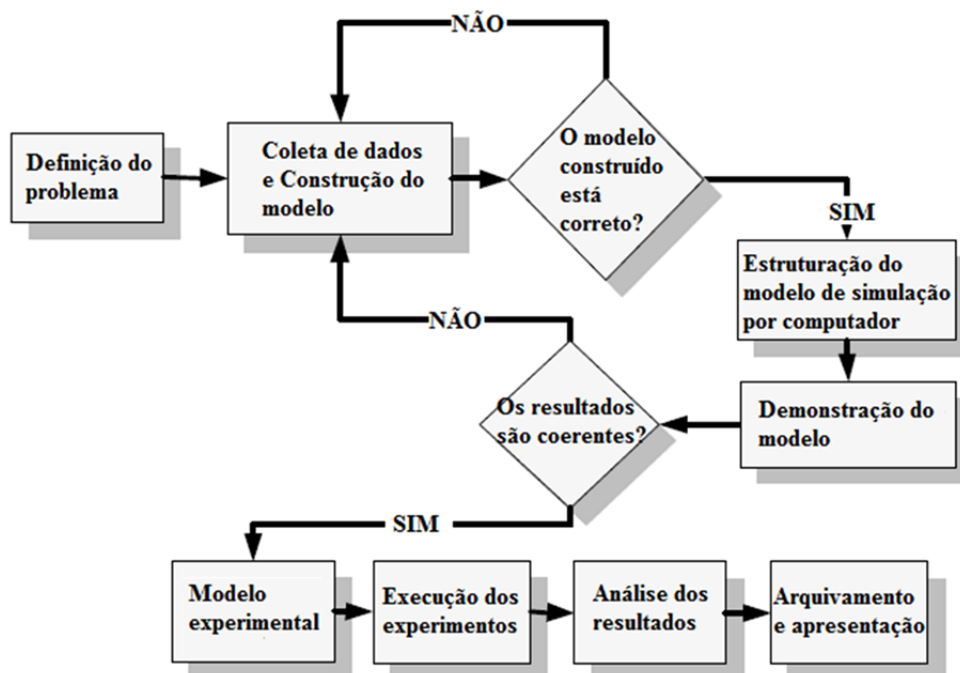 NÃO
Definição do
problema
Coleta de dados
e Construção do
modelo
O modelo
construído
está
correto?
SIM
Estruturação do
modelo de simulação
por computador
NÃO
Os resultados
são coerentes?
Demonstração do
modelo
SIM
Modelo
experimental
Execução dos
experimentos
Análise dos
resultados
Arquivamento
e apresentação